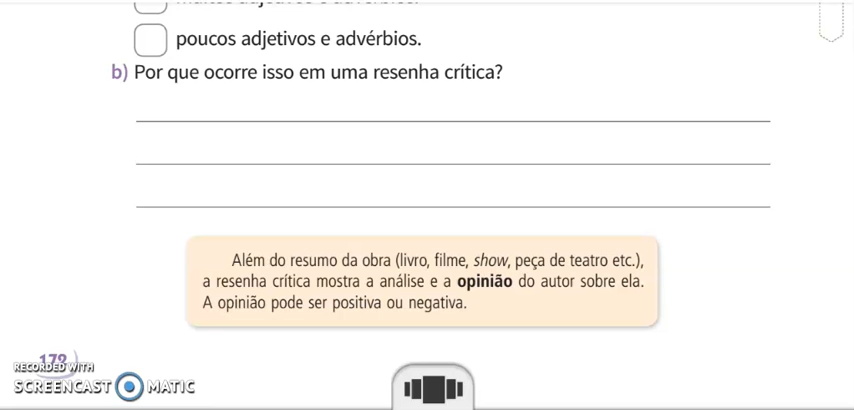 poucos adjetivos e advérbios.
b) Por que ocorre isso em uma resenha crítica?
Além do resumo da obra (livro, filme, show, peça de teatro etc.),
a resenha crítica mostra a análise e a opinião do autor sobre ela.
A opinião pode ser positiva ou negativa.
178
RECORDED WITH
SCREENCAST MATIC